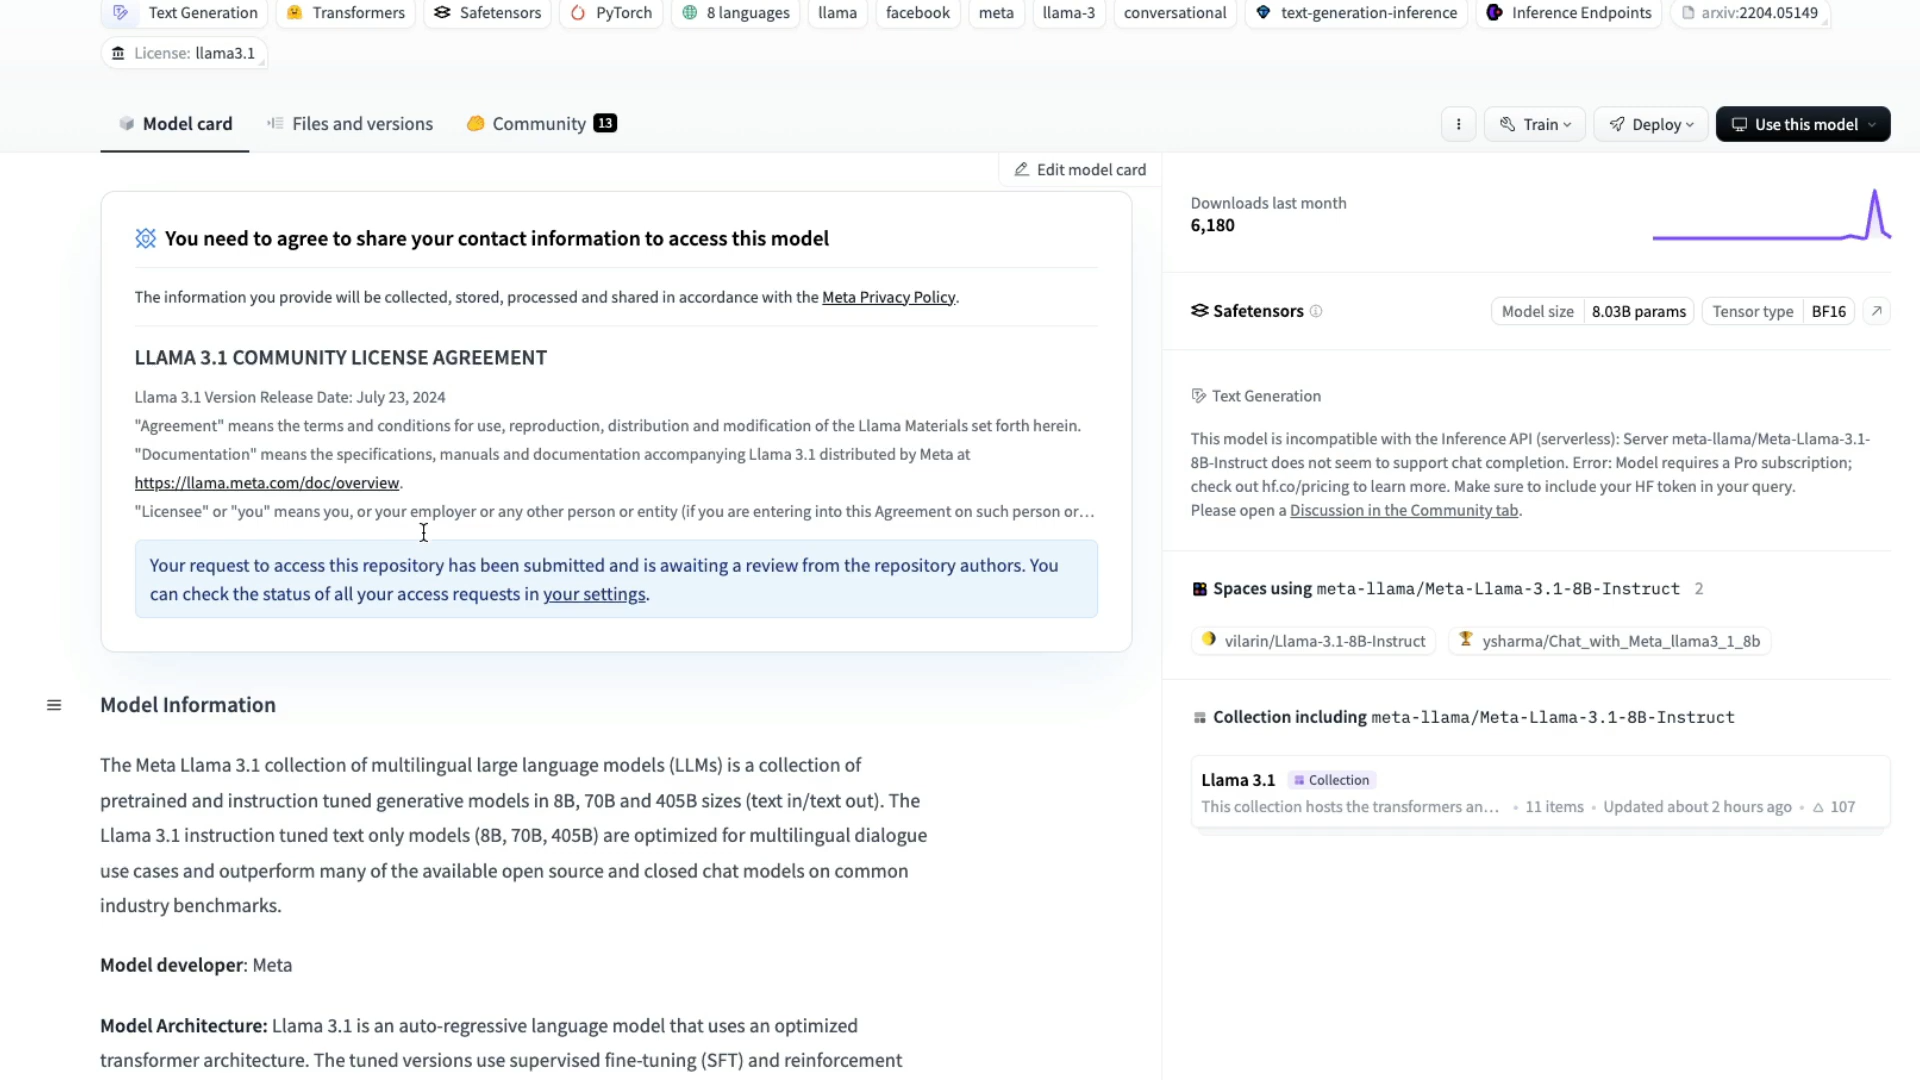 Text Generation Transformers Safetensors PyTorch 8 languages llama facebook meta llama-3 conversational text-generation-inference Inference Endpoints arxiv:2204.05149
License: llama3.1
Model card Files and versions Community 13
Train Deploy Use this model
Edit model card
You need to agree to share your contact information to access this model
The information you provide will be collected, stored, processed and shared in accordance with the Meta Privacy Policy.
LLAMA 3.1 COMMUNITY LICENSE AGREEMENT
Llama 3.1 Version Release Date: July 23, 2024
"Agreement" means the terms and conditions for use, reproduction, distribution and modification of the Llama Materials set forth herein.
"Documentation" means the specifications, manuals and documentation accompanying Llama 3.1 distributed by Meta at
https://llama.meta.com/doc/overview.
"Licensee" or "you" means you, or your employer or any other person or entity (if you are entering into this Agreement on such person or...
Your request to access this repository has been submitted and is awaiting a review from the repository authors. You
can check the status of all your access requests in your settings.
Model Information
The Meta Llama 3.1 collection of multilingual large language models (LLMs) is a collection of
pretrained and instruction tuned generative models in 8B, 70B and 405B sizes (text in/text out). The
Llama 3.1 instruction tuned text only models (8B, 70B, 405B) are optimized for multilingual dialogue
use cases and outperform many of the available open source and closed chat models on common
industry benchmarks.
Model developer: Meta
Model Architecture: Llama 3.1 is an auto-regressive language model that uses an optimized
transformer architecture. The tuned versions use supervised fine-tuning (SFT) and reinforcement
Downloads last month
6,180
Safetensors Model size 8.03B params Tensor type BF16
Text Generation
This model is incompatible with the Inference API (serverless): Server meta-llama/Meta-Llama-3.1-
8B-Instruct does not seem to support chat completion. Error: Model requires a Pro subscription;
check out hf.co/pricing to learn more. Make sure to include your HF token in your query.
Please open a Discussion in the Community tab.
Spaces using meta-llama/Meta-Llama-3.1-8B-Instruct 2
vilarin/Llama-3.1-8B-Instruct ysharma/Chat_with_Meta_llama3_1_8b
Collection including meta-llama/Meta-Llama-3.1-8B-Instruct
Llama 3.1 Collection
This collection hosts the transformers an... • 11 items • Updated about 2 hours ago • 107